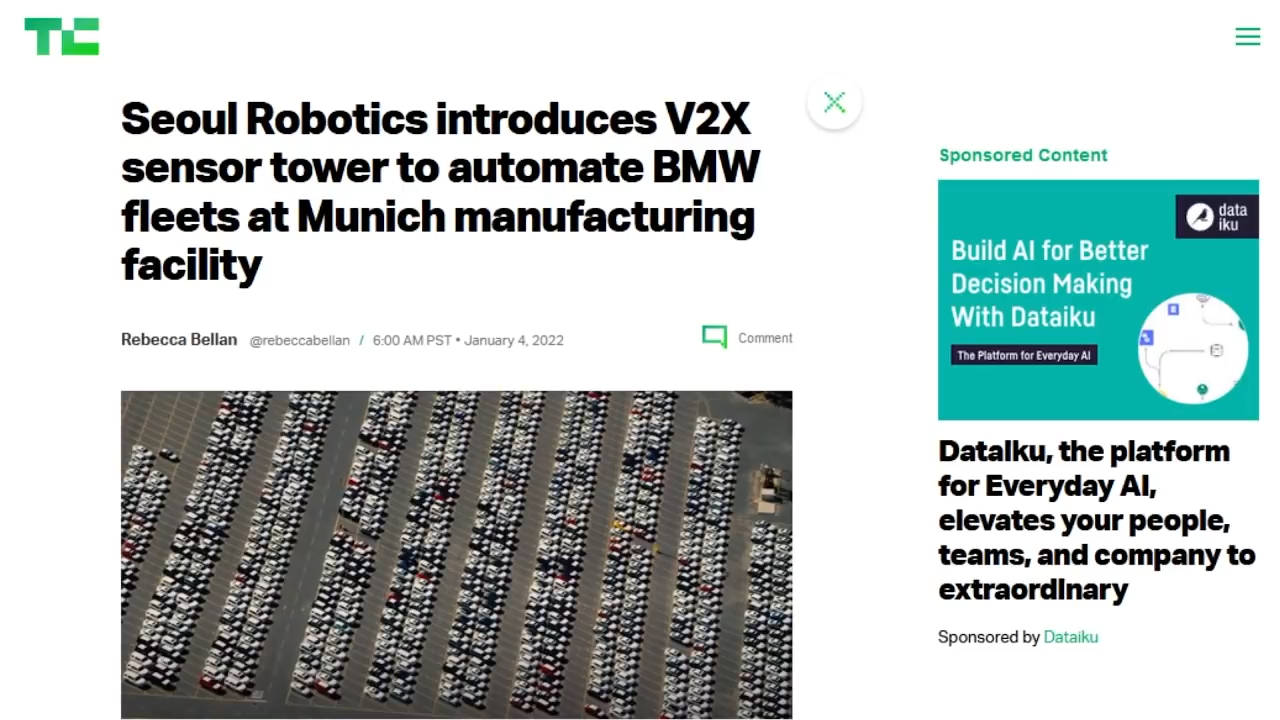 TC
Seoul Robotics introduces V2X
sensor tower to automate BMW
fleets at Munich manufacturing
facility
Rebecca Bellan @rebeccabellan / 6:00 AM PST • January 4, 2022
Comment
Sponsored Content
data
iku
Build AI for Better
Decision Making
With Dataiku
The Platform for Everyday AI
Dataiku, the platform
for Everyday AI,
elevates your people,
teams, and company to
extraordinary
Sponsored by Dataiku